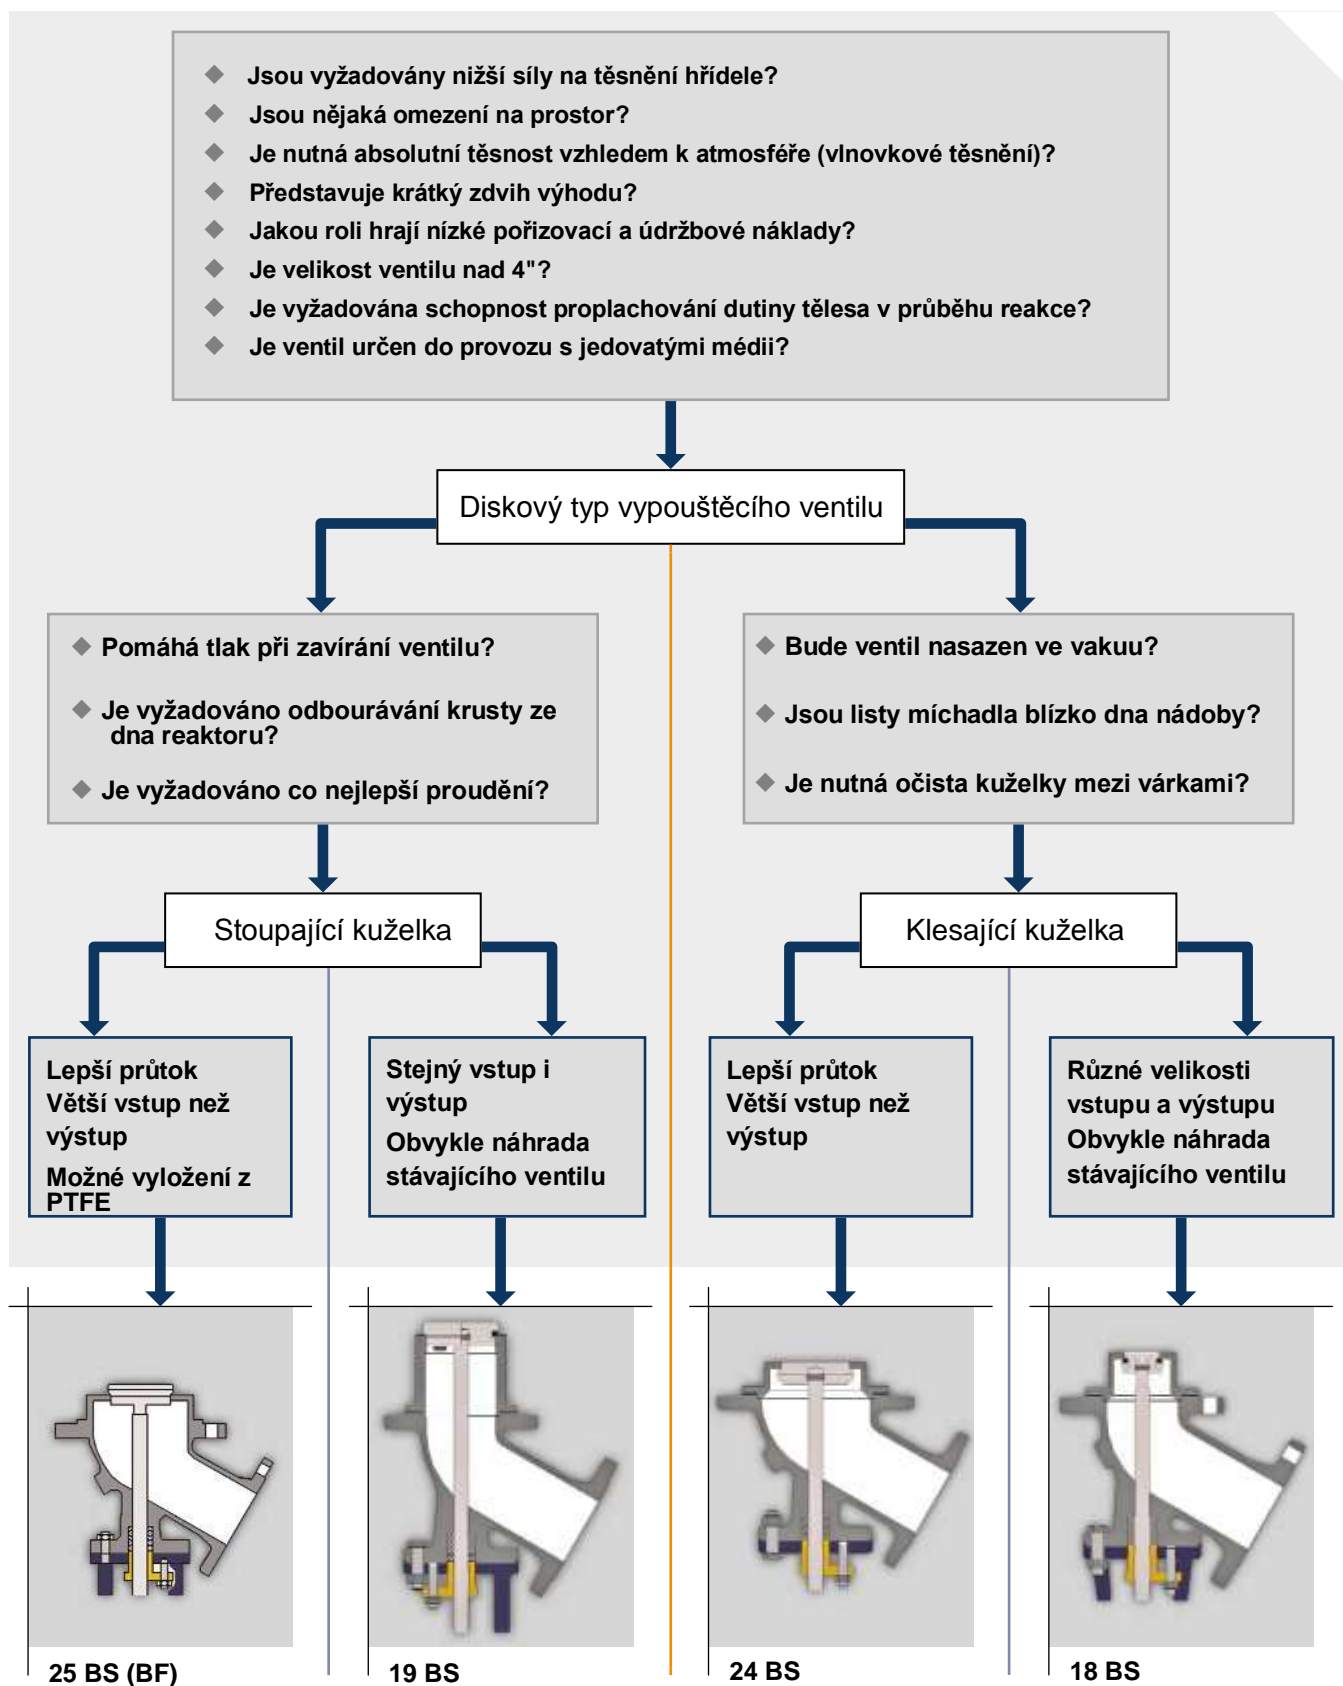 Jsou vyžadovány nižší síly na těsnění hřídele?
Jsou nějaká omezení na prostor?
Je nutná absolutní těsnost vzhledem k atmosféře (vlnovkové těsnění)?
Představuje krátký zdvih výhodu?
Jakou roli hrají nízké pořizovací a údržbové náklady?
Je velikost ventilu nad 4"?
Je vyžadována schopnost proplachování dutiny tělesa v průběhu reakce?
Je ventil určen do provozu s jedovatými médii?
Diskový typ vypouštěcího ventilu
Pomáhá tlak při zavírání ventilu?
Je vyžadováno odbourávání krusty ze
dna reaktoru?
Je vyžadováno co nejlepší proudění?
Bude ventil nasazen ve vakuu?
Jsou listy míchadla blízko dna nádoby?
Je nutná očista kuželky mezi várkami?
Stoupající kuželka
Klesající kuželka
Lepší průtok
Větší vstup než
výstup
Možné vyložení z
PTFE
Stejný vstup i
výstup
Obvykle náhrada
stávajícího ventilu
Lepší průtok
Větší vstup než
výstup
Různé velikosti
vstupu a výstupu
Obvykle náhrada
stávajícího ventilu
25 BS (BF)
19 BS
24 BS
18 BS